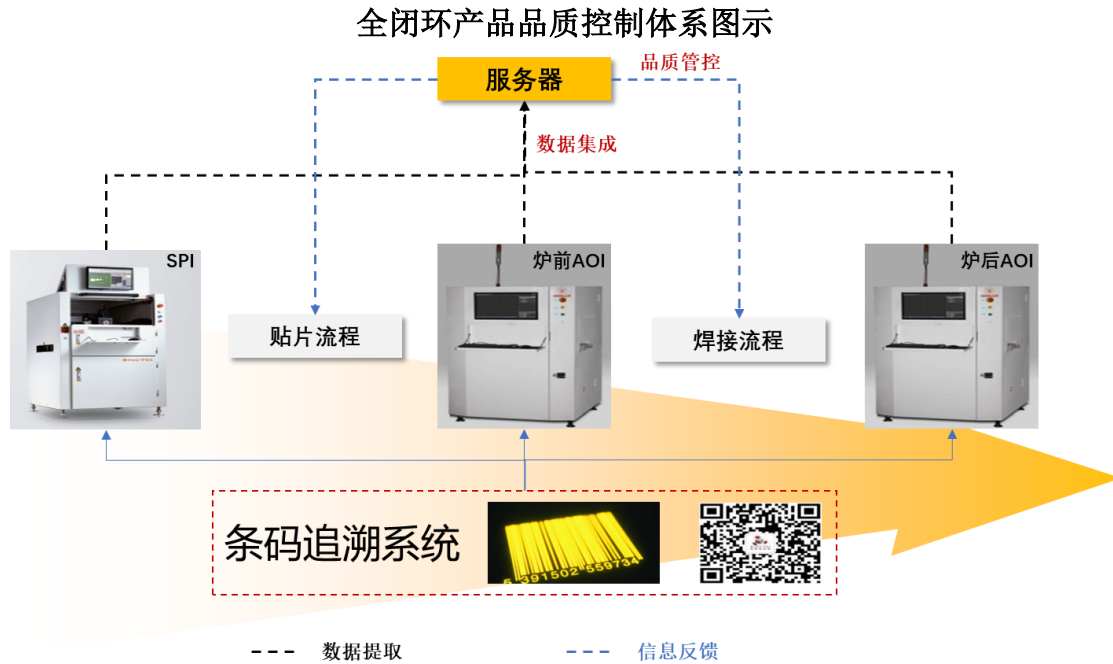 全闭环产品品质控制体系图示
服务器
品质管控
数据集成
SPI
炉前AOI
炉后AOI
贴片流程
焊接流程
条码追溯系统
5 391502 559734
数据提取
信息反馈